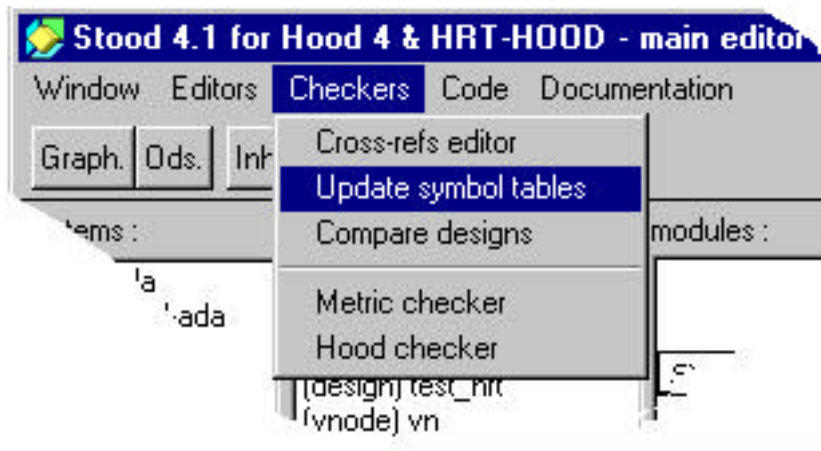 Stood 4.1 for Hood 4 & HRT-HOOD - main editor
Window Editors Checkers Code Documentation
Graph. Ods. Inh
Cross-refs editor
Update symbol tables
Compare designs
modules :
Metric checker
Hood checker
(design) test_hrt
(vnode) vn